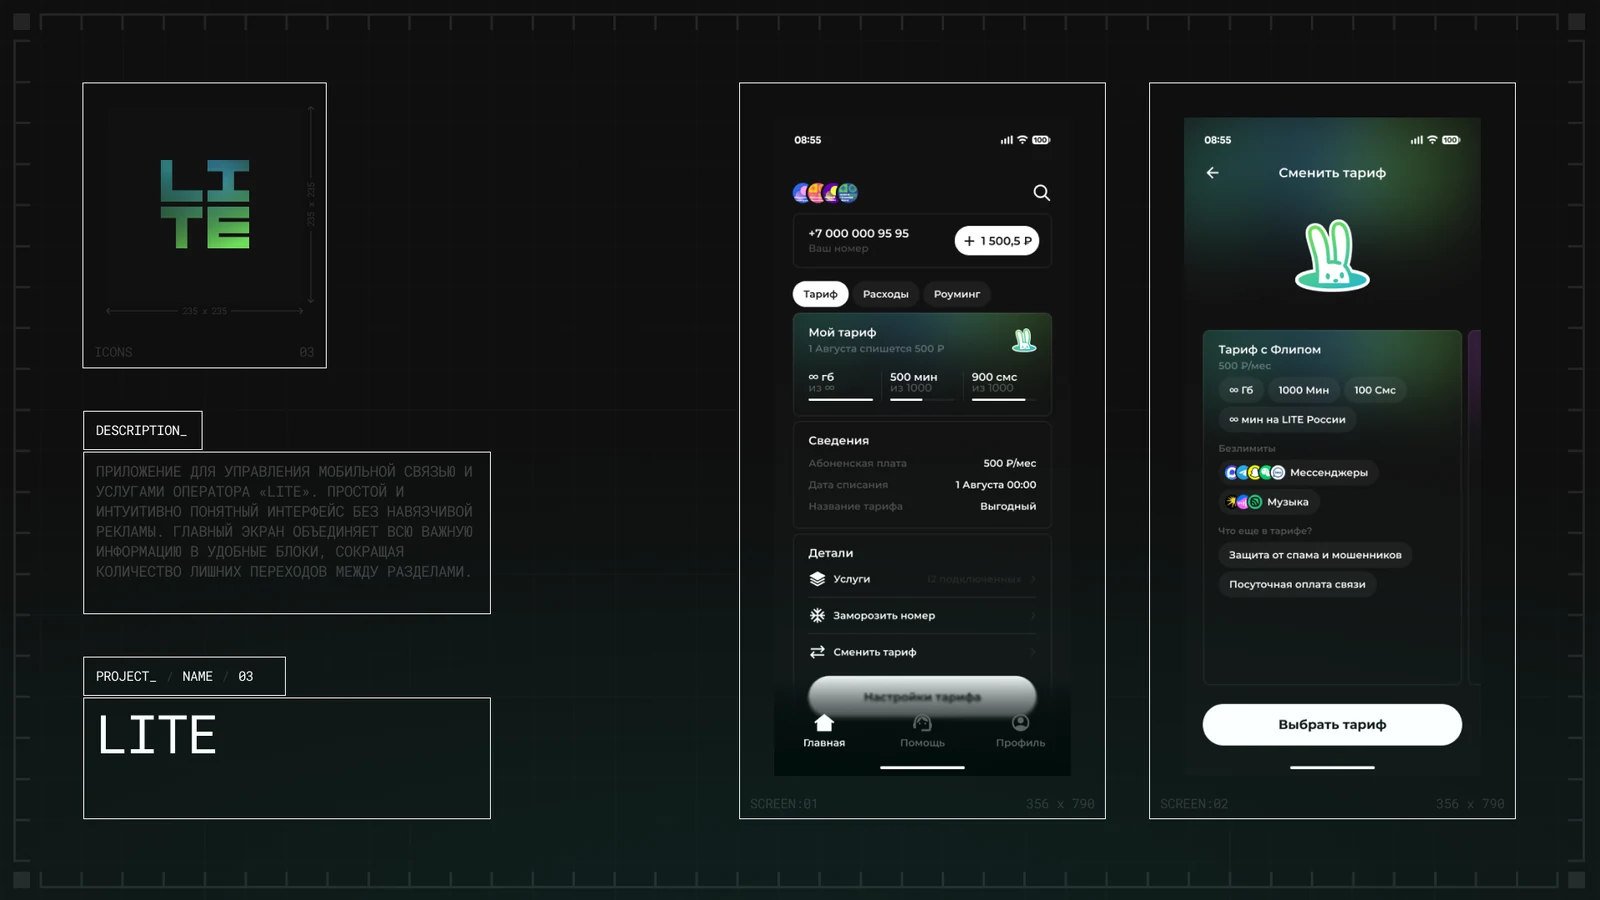 LI
TE
235 x 235
235 x 235
ICONS
03
DESCRIPTION_
ПРИЛОЖЕНИЕ ДЛЯ УПРАВЛЕНИЯ МОБИЛЬНОЙ СВЯЗЬЮ И
УСЛУГАМИ ОПЕРАТОРА «LITE». ПРОСТОЙ И
ИНТУИТИВНО ПОНЯТНЫЙ ИНТЕРФЕЙС БЕЗ НАВЯЗЧИВОЙ
РЕКЛАМЫ. ГЛАВНЫЙ ЭКРАН ОБЪЕДИНЯЕТ ВСЮ ВАЖНУЮ
ИНФОРМАЦИЮ В УДОБНЫЕ БЛОКИ, СОКРАЩАЯ
КОЛИЧЕСТВО ЛИШНИХ ПЕРЕХОДОВ МЕЖДУ РАЗДЕЛАМИ.
PROJECT_ / NAME / 03
LITE
08:55
100
+7 000 000 95 95
Ваш номер
+ 1 500,5 ₽
Тариф
Расходы
Роуминг
Мой тариф
1 Августа спишется 500 ₽
∞ гб
из ∞
500 мин
из 1000
900 смс
из 1000
Сведения
Абоненская плата
500 ₽/мес
Дата списания
1 Августа 00:00
Название тарифа
Выгодный
Детали
Услуги
12 подключенных
Заморозить номер
Сменить тариф
Настройки тарифа
Главная
Помощь
Профиль
SCREEN:01
356 x 790
08:55
100
Сменить тариф
Тариф с Флипом
500 ₽/мес
∞ Гб
1000 Мин
100 Смс
∞ мин на LITE России
Безлимиты
Мессенджеры
Музыка
Что еще в тарифе?
Защита от спама и мошенников
Посуточная оплата связи
Выбрать тариф
SCREEN:02
356 x 790